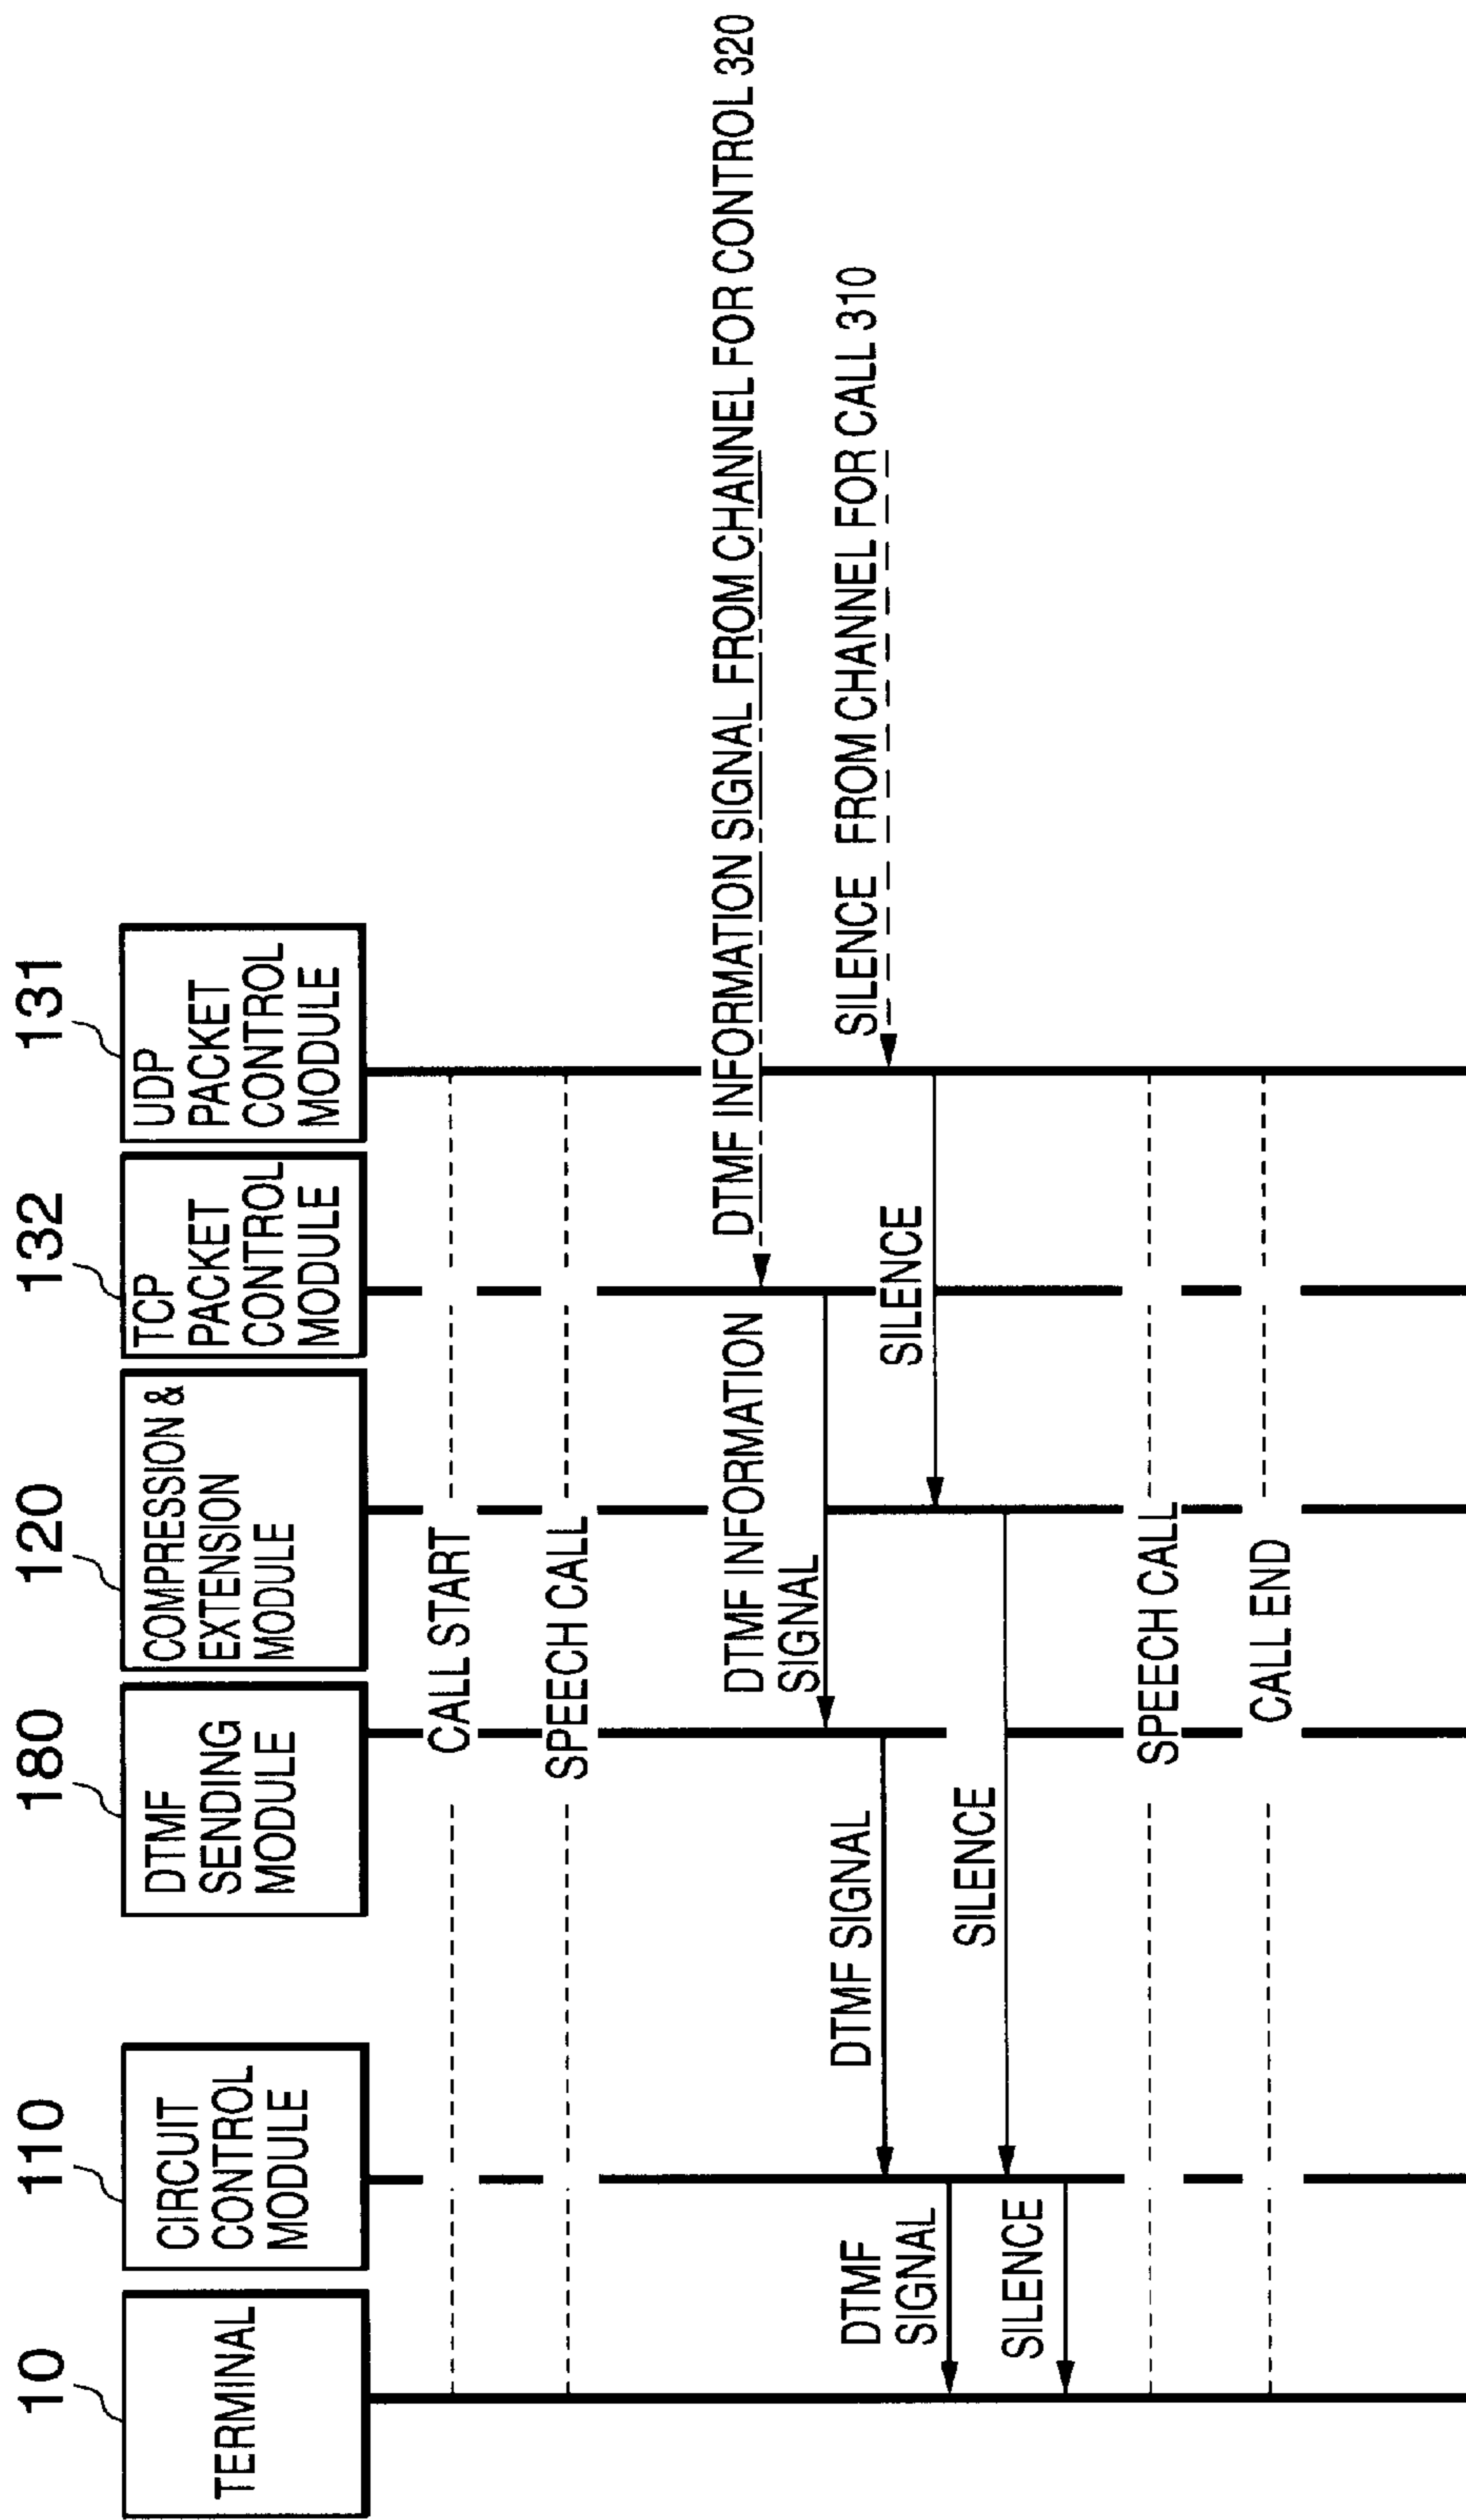 10
110
180
120
132
131
TERMINAL
CIRCUIT
CONTROL
MODULE
DTMF
SENDING
MODULE
COMPRESSION &
EXTENSION
MODULE
TCP
PACKET
CONTROL
MODULE
UDP
PACKET
CONTROL
MODULE
CALL START
SPEECH CALL
DTMF INFORMATION SIGNAL FROM CHANNEL FOR CONTROL 320
DTMF INFORMATION
SIGNAL
SILENCE FROM CHANNEL FOR CALL 310
DTMF SIGNAL
SILENCE
DTMF
SIGNAL
SILENCE
SILENCE
SPEECH CALL
CALL END